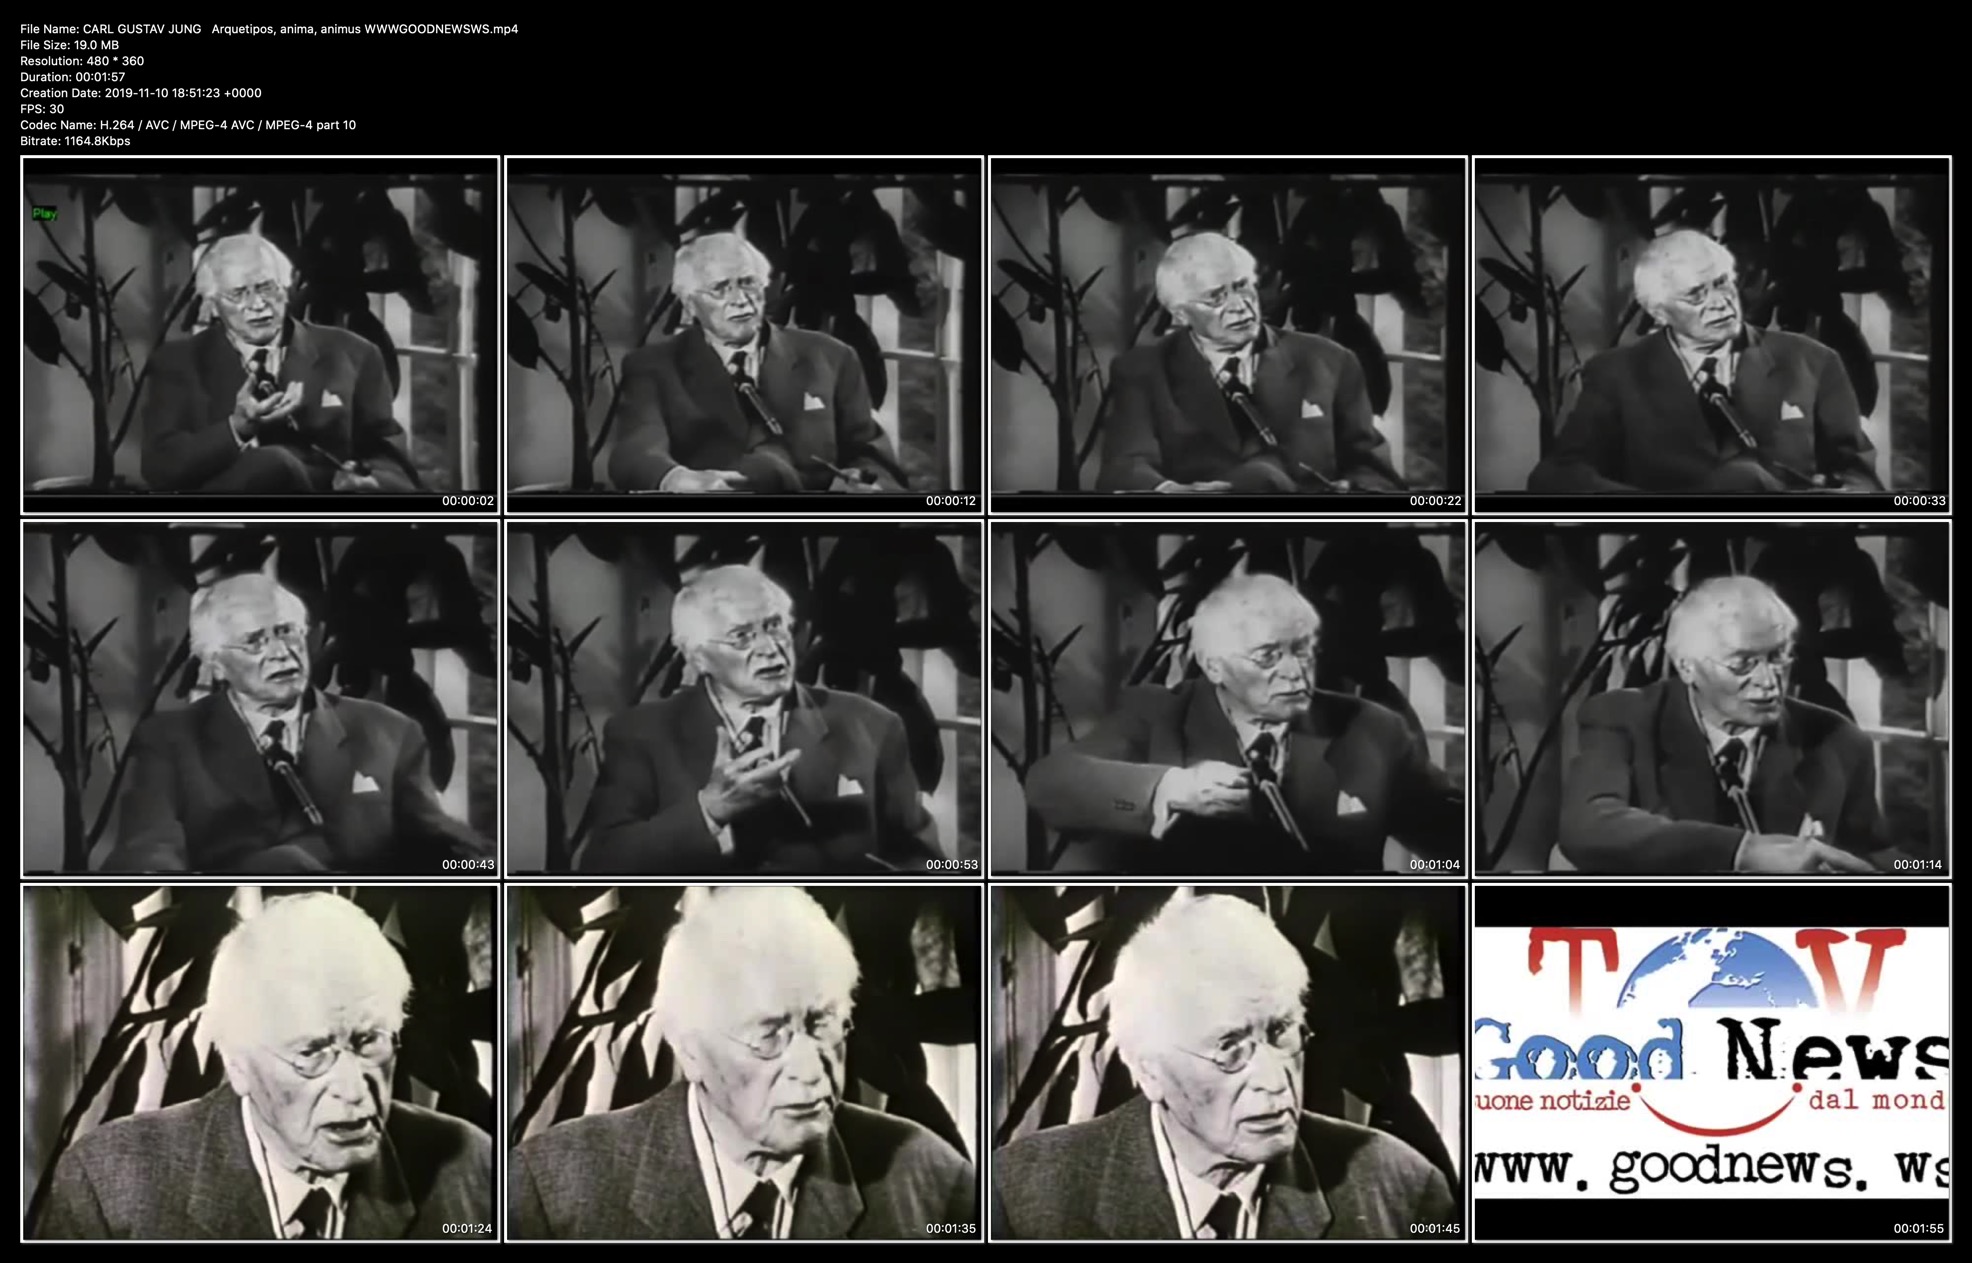 File Name: CARL GUSTAV JUNG   Arquetipos, anima, animus WWWGOODNEWSWS.mp4
File Size: 19.0 MB
Resolution: 480 * 360
Duration: 00:01:57
Creation Date: 2019-11-10 18:51:23 +0000
FPS: 30
Codec Name: H.264 / AVC / MPEG-4 AVC / MPEG-4 part 10
Bitrate: 1164.8Kbps
Play
00:00:02
00:00:12
00:00:22
00:00:33
00:00:43
00:00:53
00:01:04
00:01:14
00:01:24
00:01:35
00:01:45
T V
Good News
uone notizie dal mond
www. goodnews. ws
00:01:55